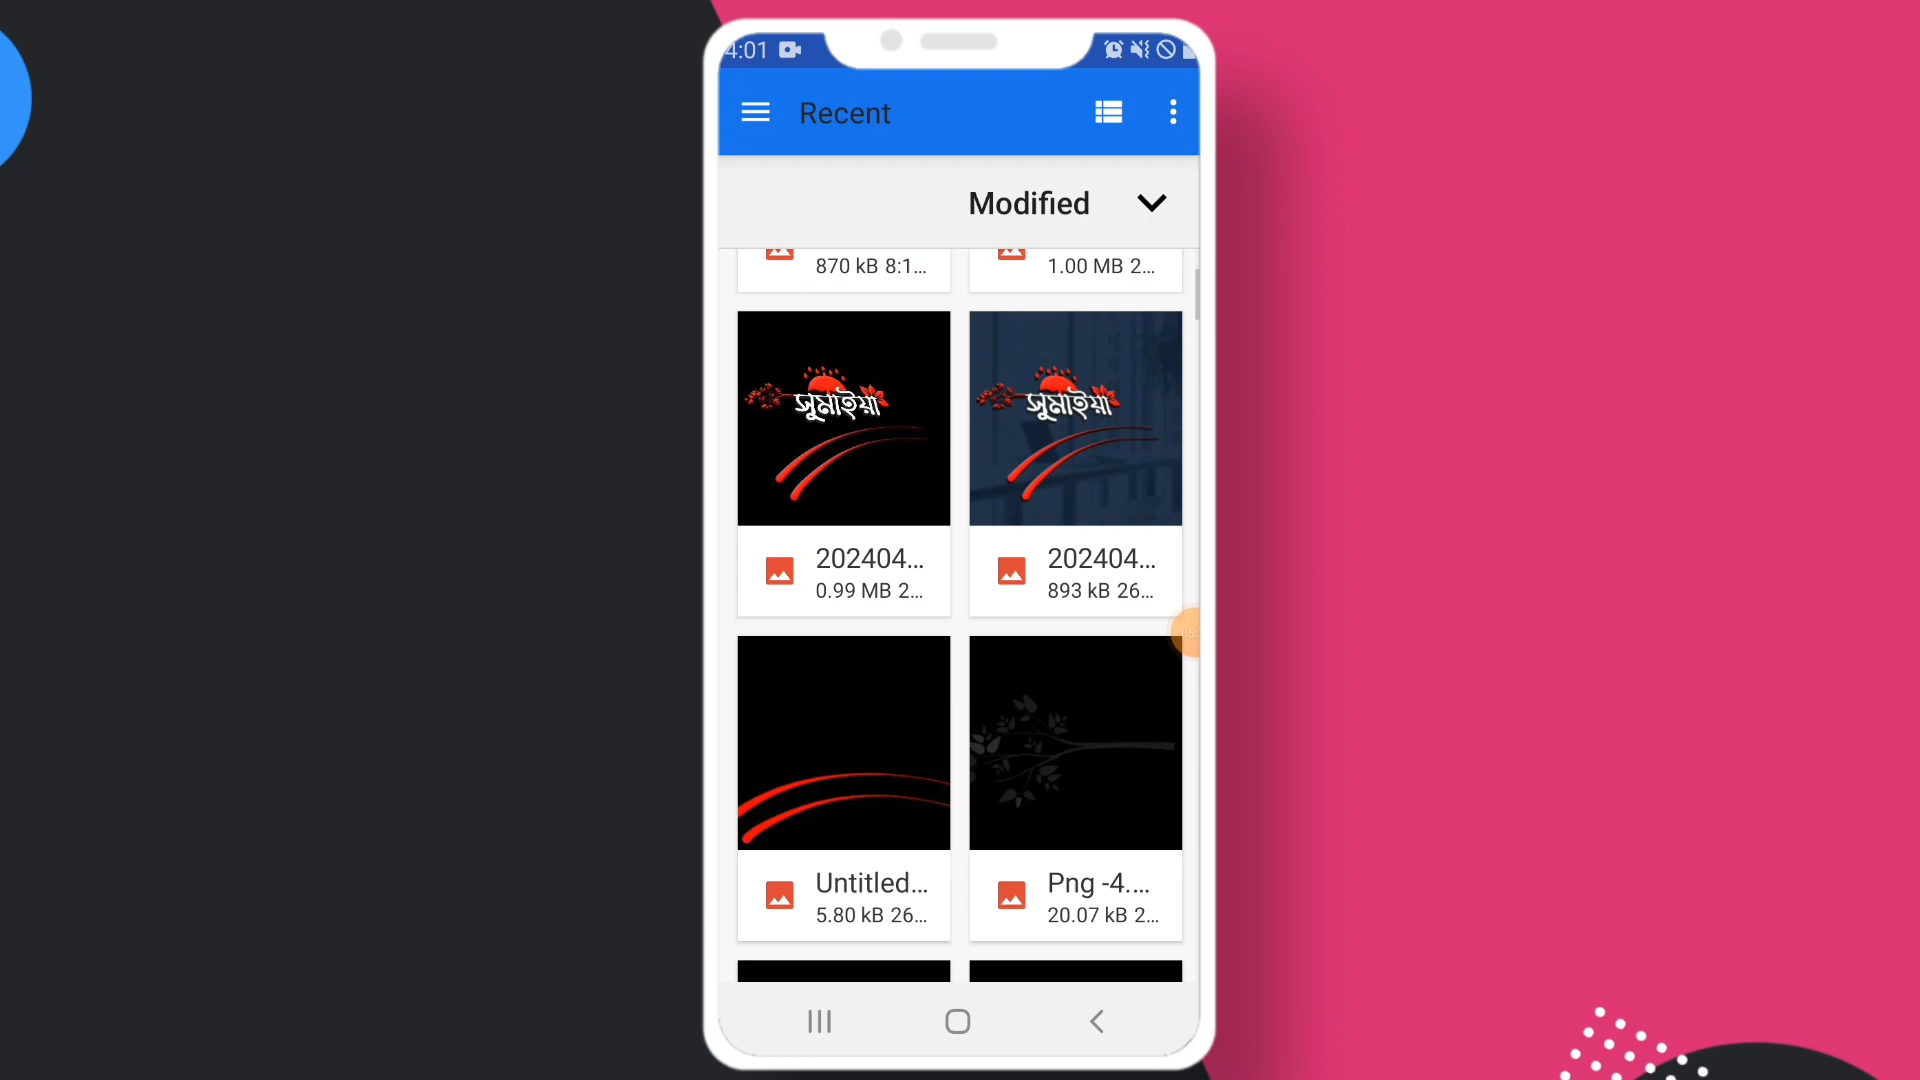 4:01
Recent
Modified
870 kB 8:1...
1.00 MB 2...
সুমাইয়া
সুমাইয়া
202404...
0.99 MB 2...
202404...
893 kB 26...
Untitled...
5.80 kB 26...
Png -4....
20.07 kB 2...